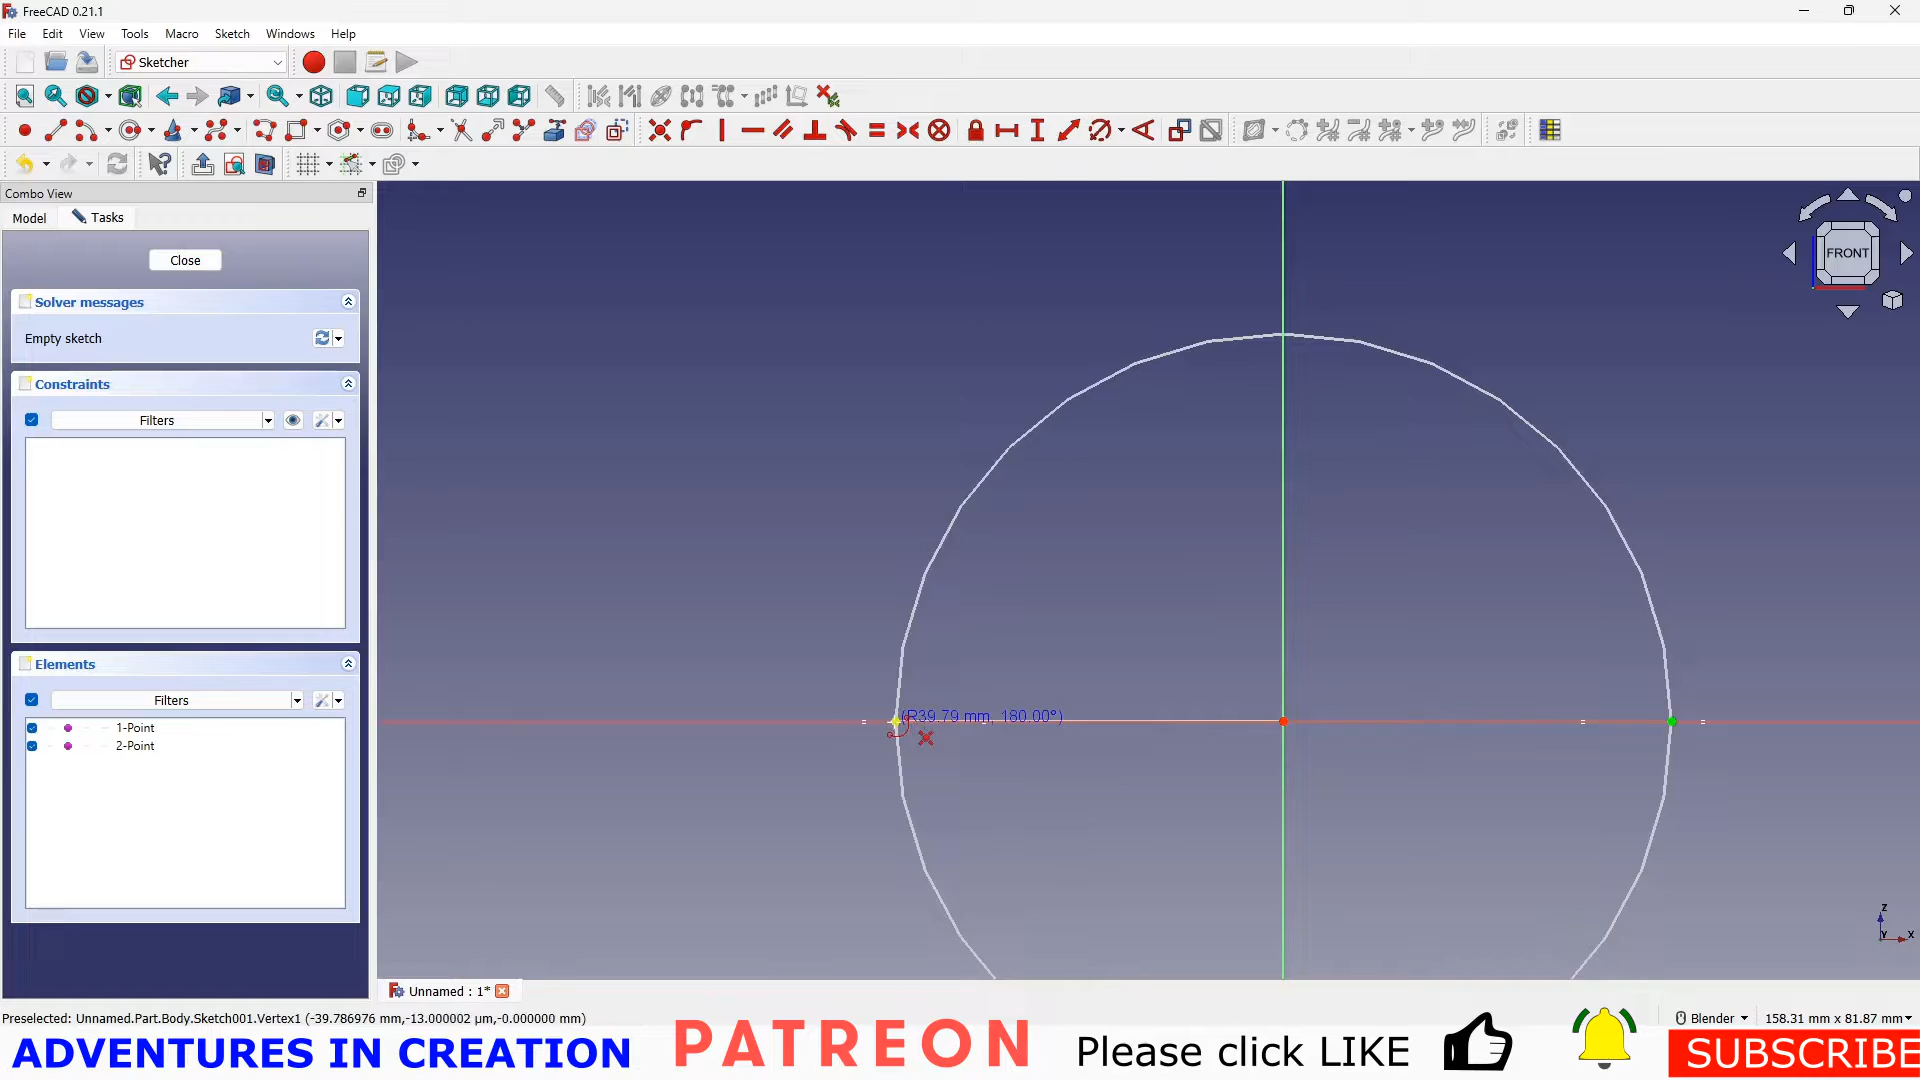 FreeCAD 0.21.1
File Edit View Tools Macro Sketch Windows Help
Sketcher
Combo View
Model Tasks
Close
Solver messages
Empty sketch
Constraints
Filters
Elements
Filters
1-Point
2-Point
(R39.79 mm, 180.00°)
FRONT
Z
Y X
Unnamed : 1*
Preselected: Unnamed.Part.Body.Sketch001.Vertex1 (-39.786976 mm,-13.000002 µm,-0.000000 mm)
Blender 158.31 mm x 81.87 mm
ADVENTURES IN CREATION PATREON Please click LIKE SUBSCRIBE